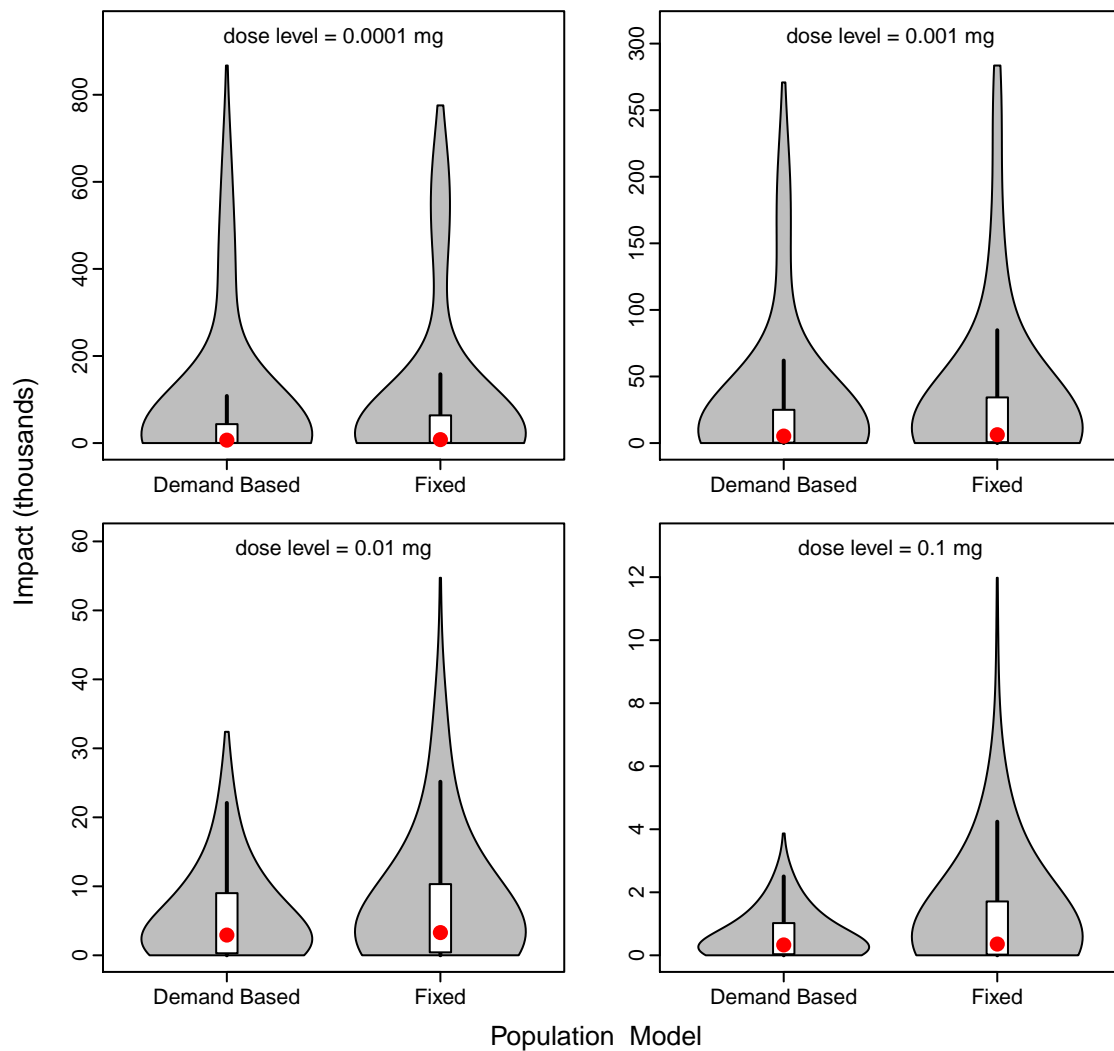 dose level = 0.0001 mg
0 200 400 600 800
Demand Based Fixed
dose level = 0.001 mg
0 50 100 150 200 250 300
Demand Based Fixed
Impact (thousands)
dose level = 0.01 mg
0 10 20 30 40 50 60
Demand Based Fixed
dose level = 0.1 mg
0 2 4 6 8 10 12
Demand Based Fixed
Population Model